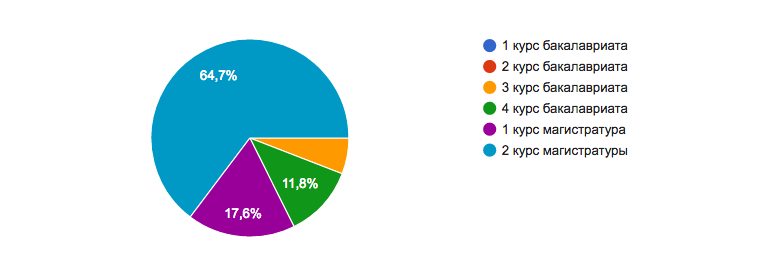 64,7%
11,8%
17,6%
1 курс бакалавриата
2 курс бакалавриата
3 курс бакалавриата
4 курс бакалавриата
1 курс магистратура
2 курс магистратуры